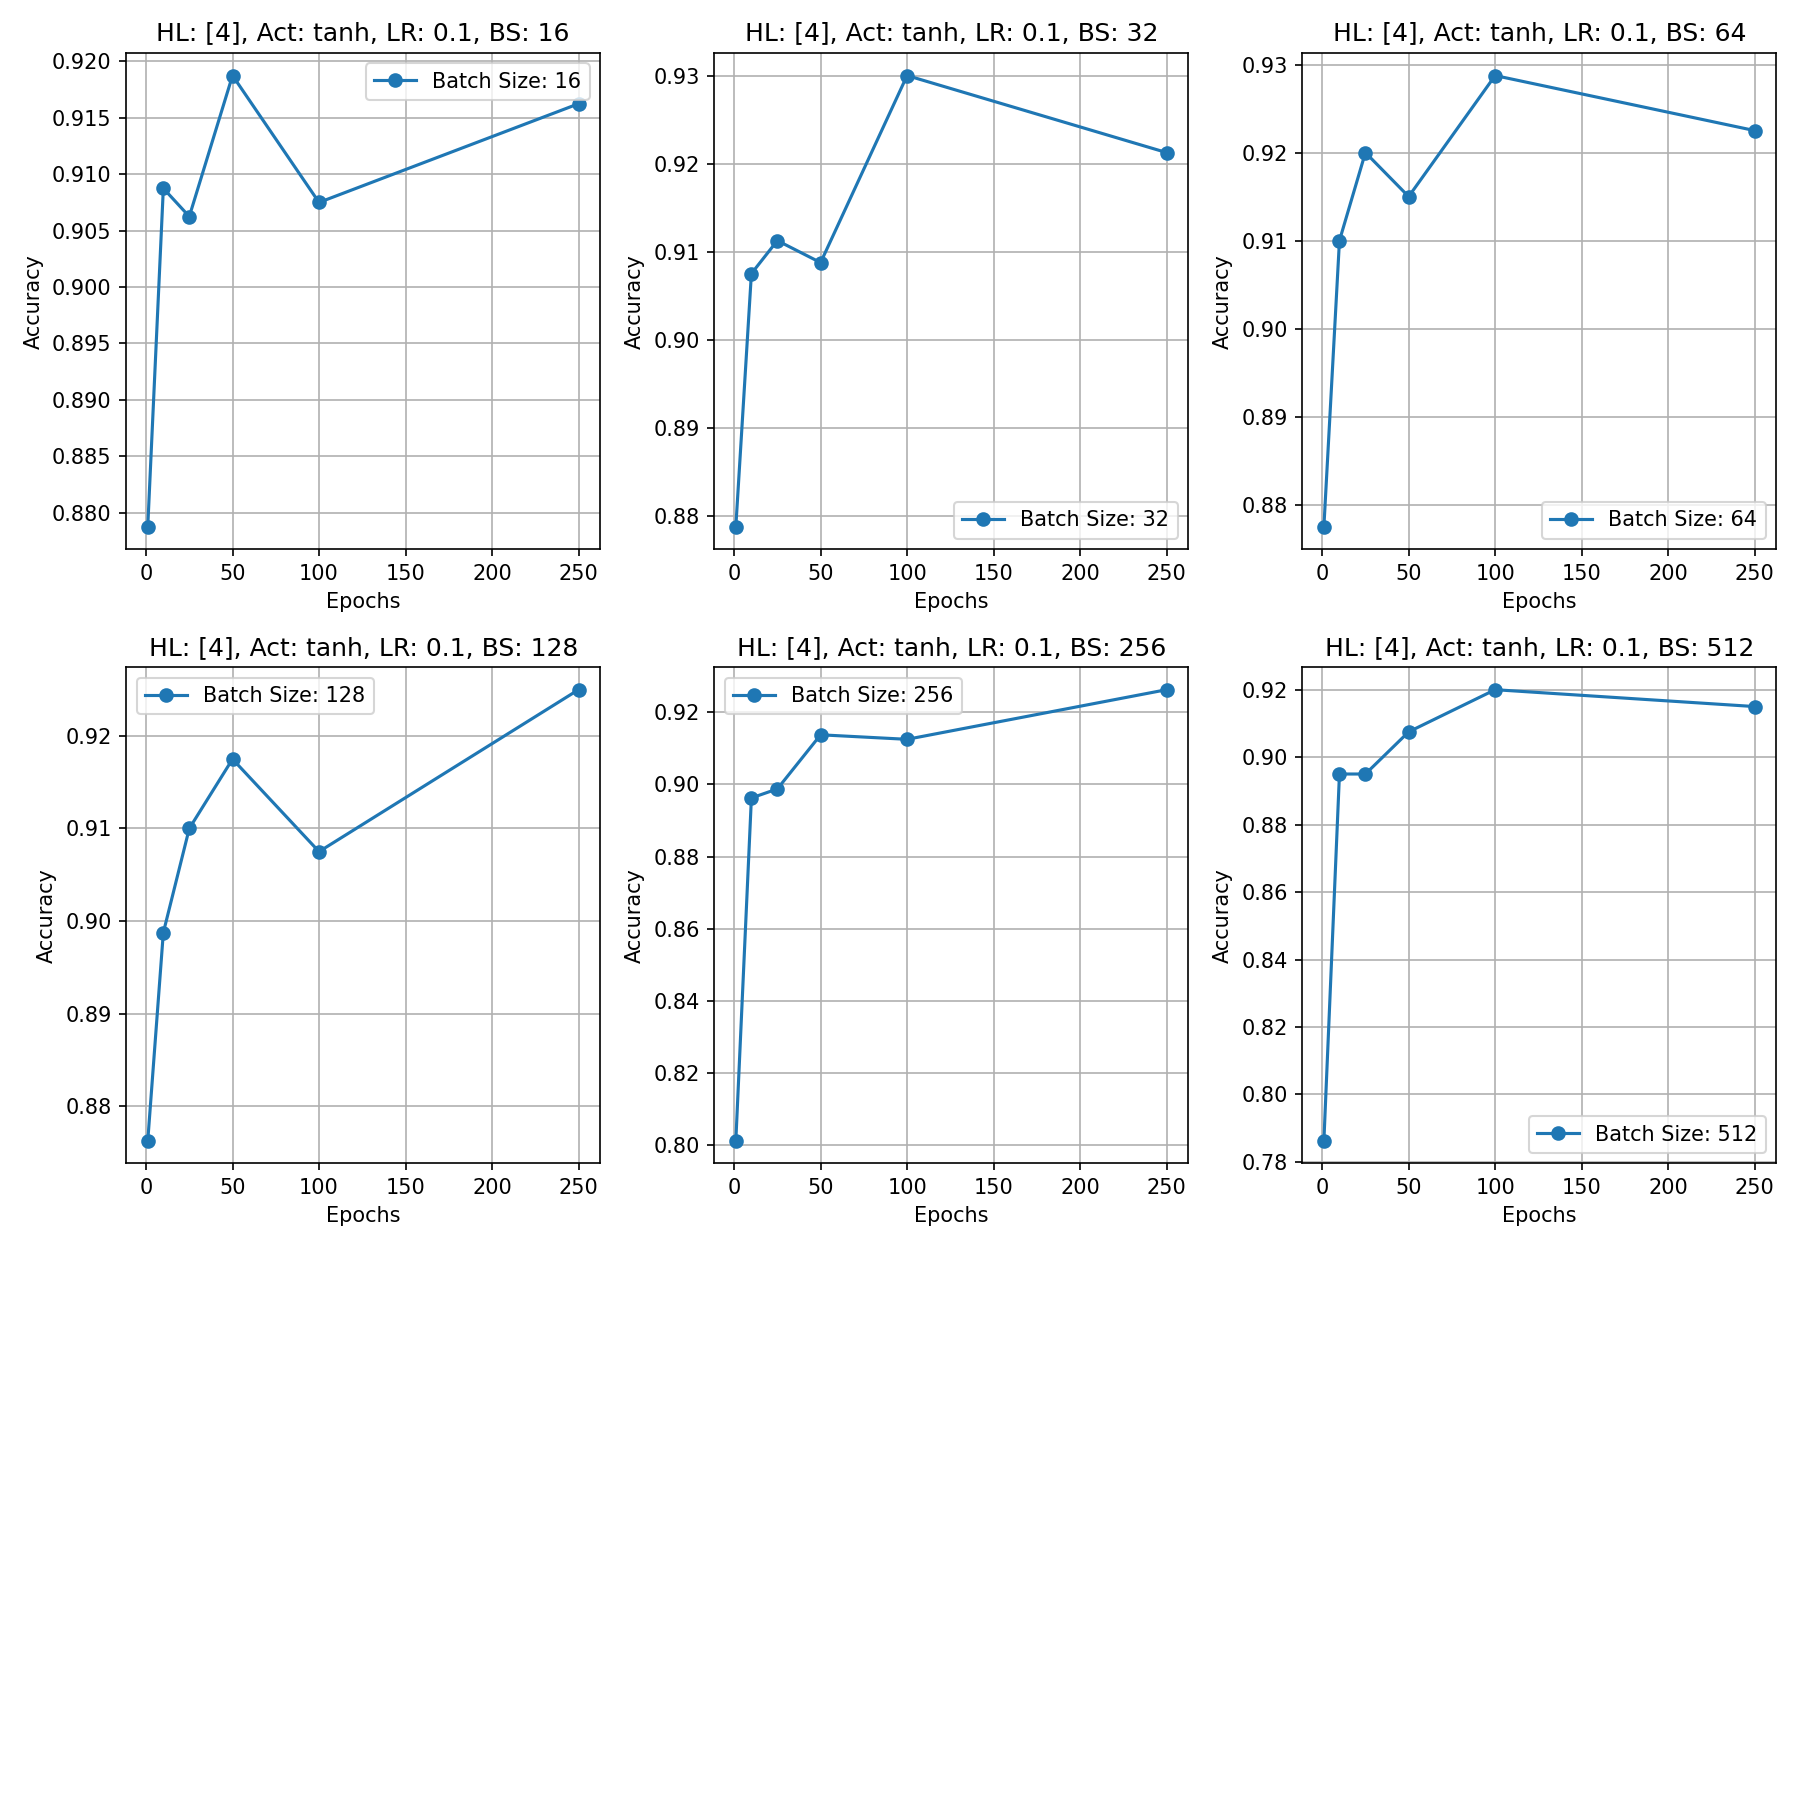 HL: [4], Act: tanh, LR: 0.1, BS: 16
Batch Size: 16
0.920
0.915
0.910
0.905
0.900
0.895
0.890
0.885
0.880
Accuracy
0 50 100 150 200 250
Epochs
HL: [4], Act: tanh, LR: 0.1, BS: 32
0.93
0.92
0.91
0.90
0.89
0.88
Accuracy
Batch Size: 32
0 50 100 150 200 250
Epochs
HL: [4], Act: tanh, LR: 0.1, BS: 64
0.93
0.92
0.91
0.90
0.89
0.88
Accuracy
Batch Size: 64
0 50 100 150 200 250
Epochs
HL: [4], Act: tanh, LR: 0.1, BS: 128
Batch Size: 128
0.92
0.91
0.90
0.89
0.88
Accuracy
0 50 100 150 200 250
Epochs
HL: [4], Act: tanh, LR: 0.1, BS: 256
Batch Size: 256
0.92
0.90
0.88
0.86
0.84
0.82
0.80
Accuracy
0 50 100 150 200 250
Epochs
HL: [4], Act: tanh, LR: 0.1, BS: 512
0.92
0.90
0.88
0.86
0.84
0.82
0.80
0.78
Accuracy
Batch Size: 512
0 50 100 150 200 250
Epochs